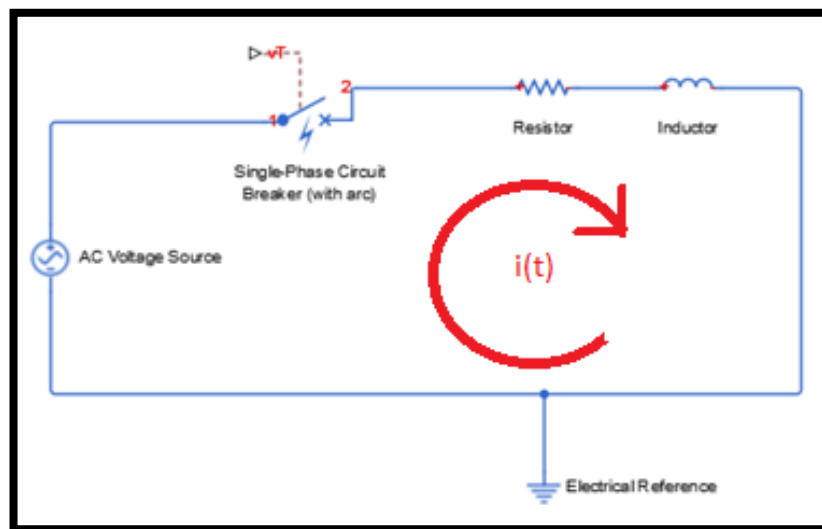 vT
2
1
Resistor
Inductor
Single-Phase Circuit
Breaker (with arc)
AC Voltage Source
i(t)
Electrical Reference